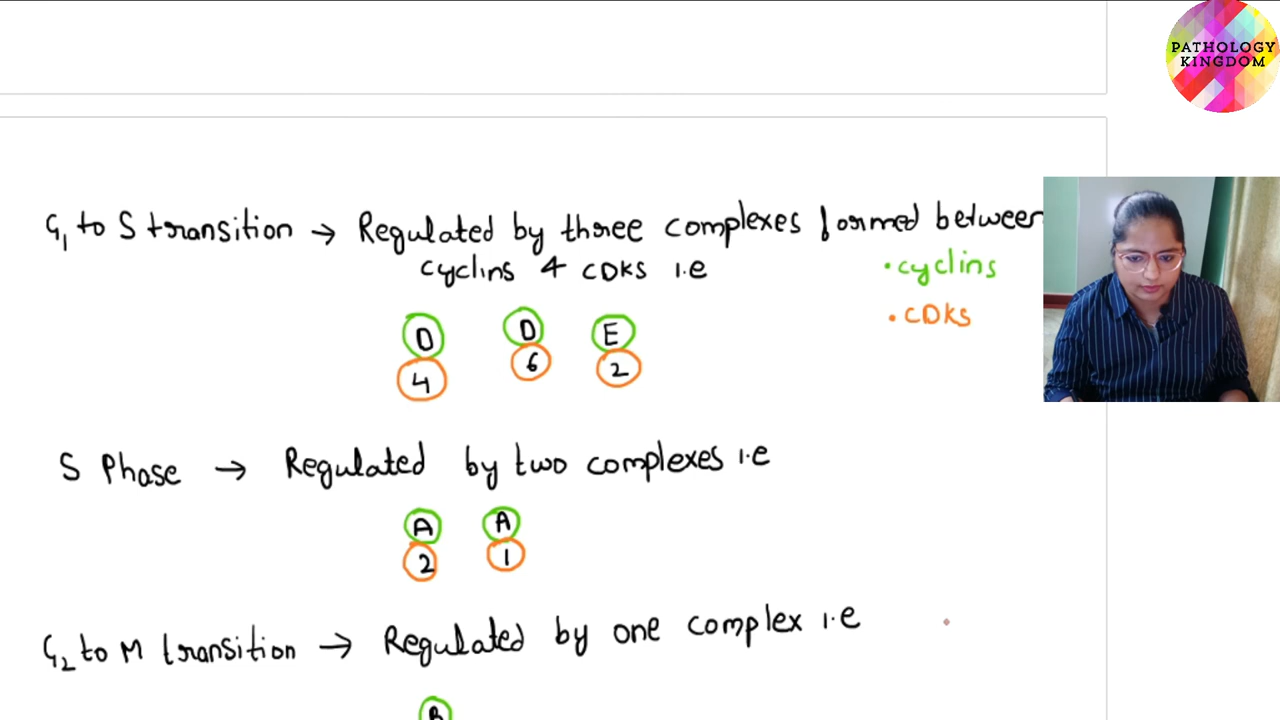 PATHOLOGY
KINGDOM
G₁ to S transition → Regulated by three complexes formed between
cyclins & CDKs i.e
• cyclins
• CDKs
D D E
4 6 2
S Phase → Regulated by two complexes i.e
A A
2 1
G₂ to M transition → Regulated by one complex i.e
B